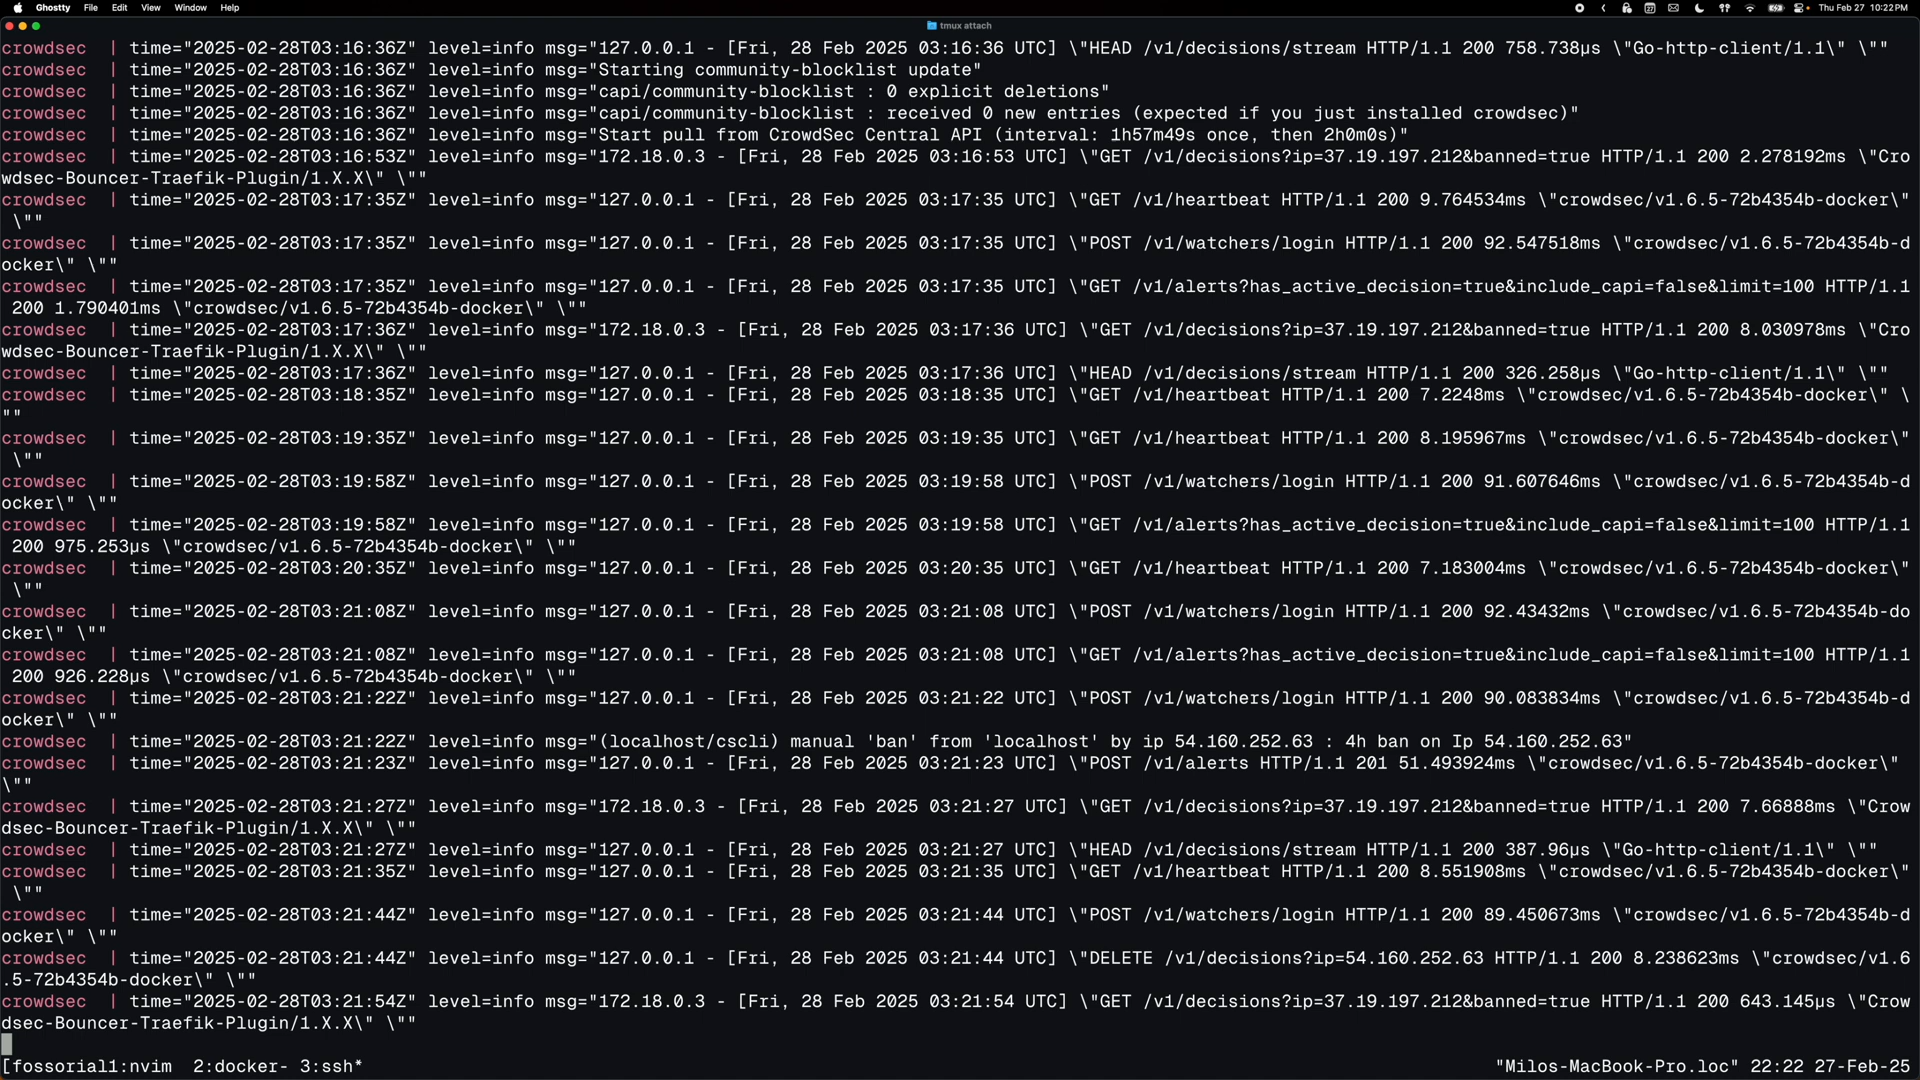 Ghostty File Edit View Window Help
27 Thu Feb 27 10:22 PM
tmux attach
crowdsec | time="2025-02-28T03:16:36Z" level=info msg="127.0.0.1 - [Fri, 28 Feb 2025 03:16:36 UTC] \"HEAD /v1/decisions/stream HTTP/1.1 200 758.738µs \"Go-http-client/1.1\" \""
crowdsec | time="2025-02-28T03:16:36Z" level=info msg="Starting community-blocklist update"
crowdsec | time="2025-02-28T03:16:36Z" level=info msg="capi/community-blocklist : 0 explicit deletions"
crowdsec | time="2025-02-28T03:16:36Z" level=info msg="capi/community-blocklist : received 0 new entries (expected if you just installed crowdsec)"
crowdsec | time="2025-02-28T03:16:36Z" level=info msg="Start pull from CrowdSec Central API (interval: 1h57m49s once, then 2h0m0s)"
crowdsec | time="2025-02-28T03:16:53Z" level=info msg="172.18.0.3 - [Fri, 28 Feb 2025 03:16:53 UTC] \"GET /v1/decisions?ip=37.19.197.212&banned=true HTTP/1.1 200 2.278192ms \"Cro
wdsec-Bouncer-Traefik-Plugin/1.X.X\" \""
crowdsec | time="2025-02-28T03:17:35Z" level=info msg="127.0.0.1 - [Fri, 28 Feb 2025 03:17:35 UTC] \"GET /v1/heartbeat HTTP/1.1 200 9.764534ms \"crowdsec/v1.6.5-72b4354b-docker\"
\""
crowdsec | time="2025-02-28T03:17:35Z" level=info msg="127.0.0.1 - [Fri, 28 Feb 2025 03:17:35 UTC] \"POST /v1/watchers/login HTTP/1.1 200 92.547518ms \"crowdsec/v1.6.5-72b4354b-d
ocker\" \""
crowdsec | time="2025-02-28T03:17:35Z" level=info msg="127.0.0.1 - [Fri, 28 Feb 2025 03:17:35 UTC] \"GET /v1/alerts?has_active_decision=true&include_capi=false&limit=100 HTTP/1.1
200 1.790401ms \"crowdsec/v1.6.5-72b4354b-docker\" \""
crowdsec | time="2025-02-28T03:17:36Z" level=info msg="172.18.0.3 - [Fri, 28 Feb 2025 03:17:36 UTC] \"GET /v1/decisions?ip=37.19.197.212&banned=true HTTP/1.1 200 8.030978ms \"Cro
wdsec-Bouncer-Traefik-Plugin/1.X.X\" \""
crowdsec | time="2025-02-28T03:17:36Z" level=info msg="127.0.0.1 - [Fri, 28 Feb 2025 03:17:36 UTC] \"HEAD /v1/decisions/stream HTTP/1.1 200 326.258µs \"Go-http-client/1.1\" \""
crowdsec | time="2025-02-28T03:18:35Z" level=info msg="127.0.0.1 - [Fri, 28 Feb 2025 03:18:35 UTC] \"GET /v1/heartbeat HTTP/1.1 200 7.2248ms \"crowdsec/v1.6.5-72b4354b-docker\" \
""
crowdsec | time="2025-02-28T03:19:35Z" level=info msg="127.0.0.1 - [Fri, 28 Feb 2025 03:19:35 UTC] \"GET /v1/heartbeat HTTP/1.1 200 8.195967ms \"crowdsec/v1.6.5-72b4354b-docker\"
\""
crowdsec | time="2025-02-28T03:19:58Z" level=info msg="127.0.0.1 - [Fri, 28 Feb 2025 03:19:58 UTC] \"POST /v1/watchers/login HTTP/1.1 200 91.607646ms \"crowdsec/v1.6.5-72b4354b-d
ocker\" \""
crowdsec | time="2025-02-28T03:19:58Z" level=info msg="127.0.0.1 - [Fri, 28 Feb 2025 03:19:58 UTC] \"GET /v1/alerts?has_active_decision=true&include_capi=false&limit=100 HTTP/1.1
200 975.253µs \"crowdsec/v1.6.5-72b4354b-docker\" \""
crowdsec | time="2025-02-28T03:20:35Z" level=info msg="127.0.0.1 - [Fri, 28 Feb 2025 03:20:35 UTC] \"GET /v1/heartbeat HTTP/1.1 200 7.183004ms \"crowdsec/v1.6.5-72b4354b-docker\"
\""
crowdsec | time="2025-02-28T03:21:08Z" level=info msg="127.0.0.1 - [Fri, 28 Feb 2025 03:21:08 UTC] \"POST /v1/watchers/login HTTP/1.1 200 92.43432ms \"crowdsec/v1.6.5-72b4354b-do
cker\" \""
crowdsec | time="2025-02-28T03:21:08Z" level=info msg="127.0.0.1 - [Fri, 28 Feb 2025 03:21:08 UTC] \"GET /v1/alerts?has_active_decision=true&include_capi=false&limit=100 HTTP/1.1
200 926.228µs \"crowdsec/v1.6.5-72b4354b-docker\" \""
crowdsec | time="2025-02-28T03:21:22Z" level=info msg="127.0.0.1 - [Fri, 28 Feb 2025 03:21:22 UTC] \"POST /v1/watchers/login HTTP/1.1 200 90.083834ms \"crowdsec/v1.6.5-72b4354b-d
ocker\" \""
crowdsec | time="2025-02-28T03:21:22Z" level=info msg="(localhost/cscli) manual 'ban' from 'localhost' by ip 54.160.252.63 : 4h ban on Ip 54.160.252.63"
crowdsec | time="2025-02-28T03:21:23Z" level=info msg="127.0.0.1 - [Fri, 28 Feb 2025 03:21:23 UTC] \"POST /v1/alerts HTTP/1.1 201 51.493924ms \"crowdsec/v1.6.5-72b4354b-docker\"
\""
crowdsec | time="2025-02-28T03:21:27Z" level=info msg="172.18.0.3 - [Fri, 28 Feb 2025 03:21:27 UTC] \"GET /v1/decisions?ip=37.19.197.212&banned=true HTTP/1.1 200 7.66888ms \"Crow
dsec-Bouncer-Traefik-Plugin/1.X.X\" \""
crowdsec | time="2025-02-28T03:21:27Z" level=info msg="127.0.0.1 - [Fri, 28 Feb 2025 03:21:27 UTC] \"HEAD /v1/decisions/stream HTTP/1.1 200 387.96µs \"Go-http-client/1.1\" \""
crowdsec | time="2025-02-28T03:21:35Z" level=info msg="127.0.0.1 - [Fri, 28 Feb 2025 03:21:35 UTC] \"GET /v1/heartbeat HTTP/1.1 200 8.551908ms \"crowdsec/v1.6.5-72b4354b-docker\"
\""
crowdsec | time="2025-02-28T03:21:44Z" level=info msg="127.0.0.1 - [Fri, 28 Feb 2025 03:21:44 UTC] \"POST /v1/watchers/login HTTP/1.1 200 89.450673ms \"crowdsec/v1.6.5-72b4354b-d
ocker\" \""
crowdsec | time="2025-02-28T03:21:44Z" level=info msg="127.0.0.1 - [Fri, 28 Feb 2025 03:21:44 UTC] \"DELETE /v1/decisions?ip=54.160.252.63 HTTP/1.1 200 8.238623ms \"crowdsec/v1.6
.5-72b4354b-docker\" \""
crowdsec | time="2025-02-28T03:21:54Z" level=info msg="172.18.0.3 - [Fri, 28 Feb 2025 03:21:54 UTC] \"GET /v1/decisions?ip=37.19.197.212&banned=true HTTP/1.1 200 643.145µs \"Crow
dsec-Bouncer-Traefik-Plugin/1.X.X\" \""
[fossorial1:nvim 2:docker- 3:ssh* "Milos-MacBook-Pro.loc" 22:22 27-Feb-25